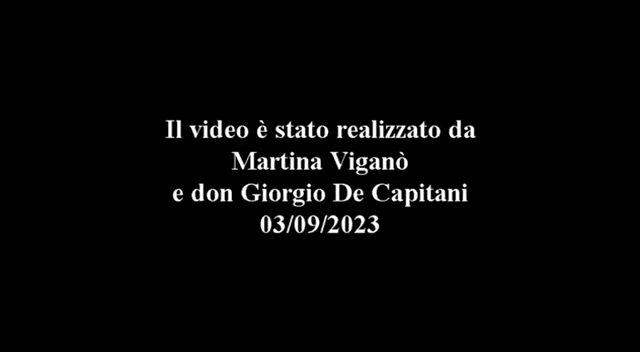 Il video è stato realizzato da
Martina Viganò
e don Giorgio De Capitani
03/09/2023